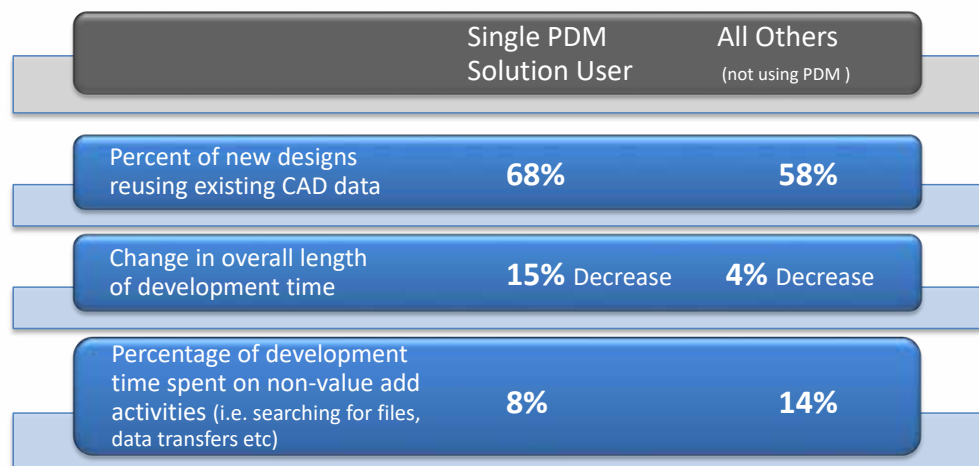 Single PDM All Others
Solution User (not using PDM )
Percent of new designs
reusing existing CAD data 68% 58%
Change in overall length
of development time 15% Decrease 4% Decrease
Percentage of development
time spent on non-value add
activities (i.e. searching for files, 8% 14%
data transfers etc)